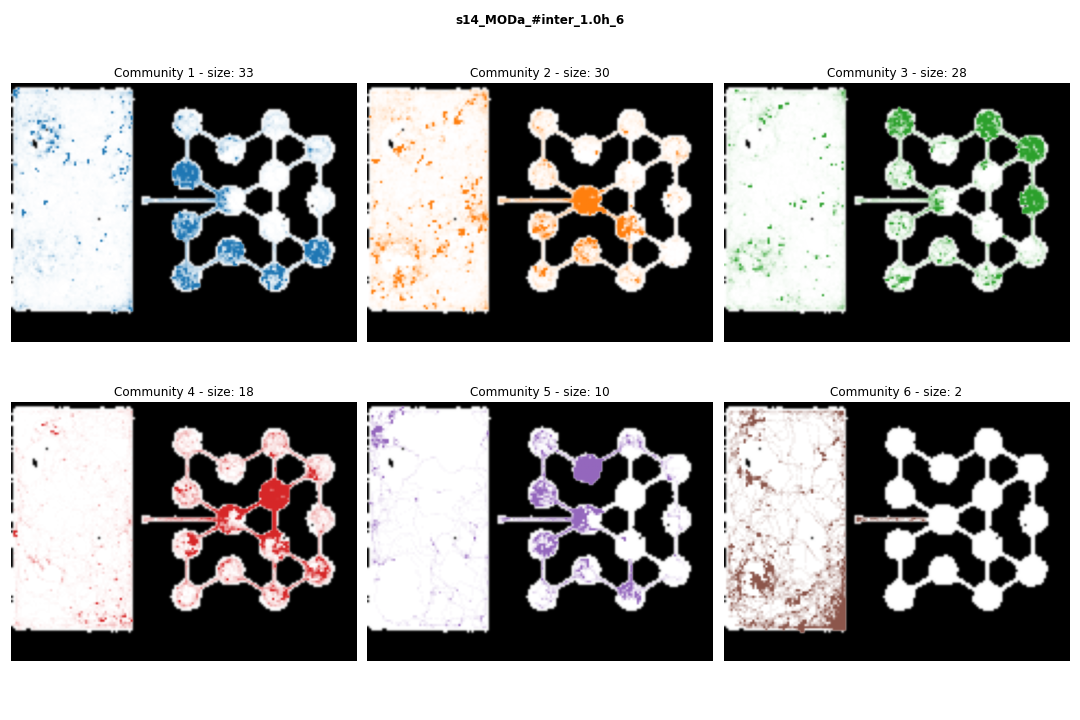 s14_MODa_#inter_1.0h_6
Community 1 - size: 33
Community 2 - size: 30
Community 3 - size: 28
Community 4 - size: 18
Community 5 - size: 10
Community 6 - size: 2